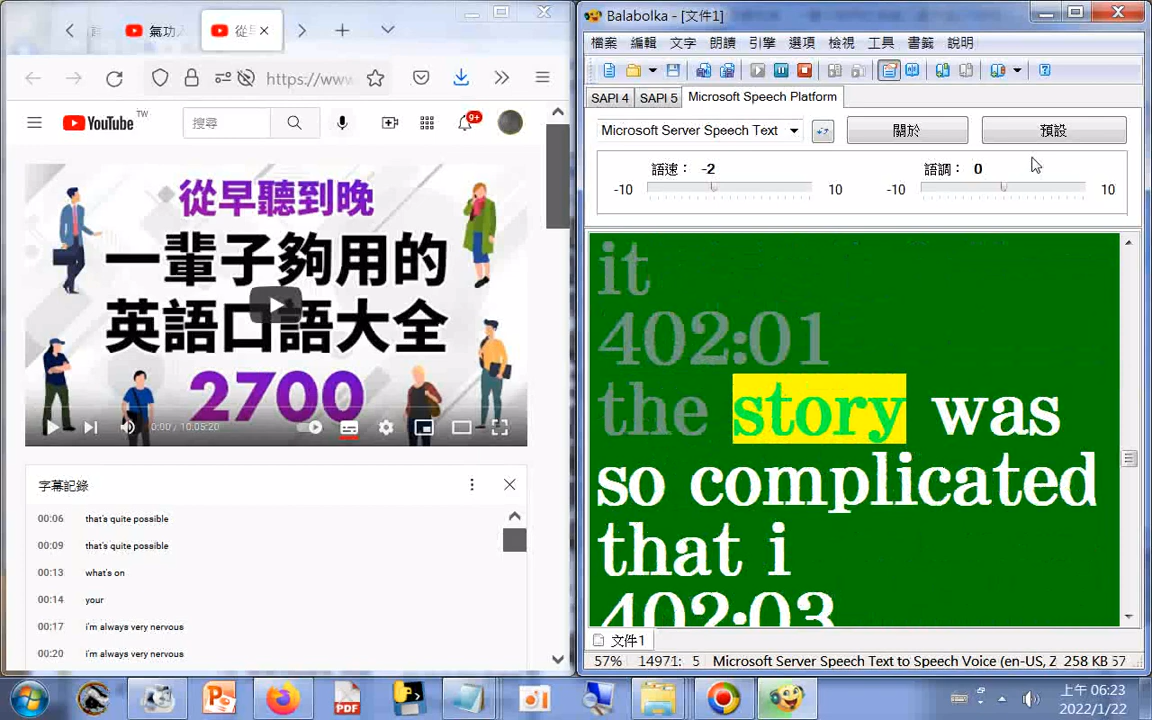 氣功
從
https://www
YouTube TW
搜尋
9+
從早聽到晚
一輩子夠用的
英語口語大全
2700
0:00 / 10:05:20
字幕記錄
00:06 that's quite possible
00:09 that's quite possible
00:13 what's on
00:14 your
00:17 i'm always very nervous
00:20 i'm always very nervous
Balabolka - [文件1]
檔案 編輯 文字 朗讀 引擎 選項 檢視 工具 書籤 說明
SAPI 4 SAPI 5 Microsoft Speech Platform
Microsoft Server Speech Text 關於 預設
語速： -2 語調： 0
-10 10 -10 10
it
402:01
the story was
so complicated
that i
402:03
文件1
57% 14971: 5 Microsoft Server Speech Text to Speech Voice (en-US, Z 258 KB 57
PDF
上午 06:23
2022/1/22